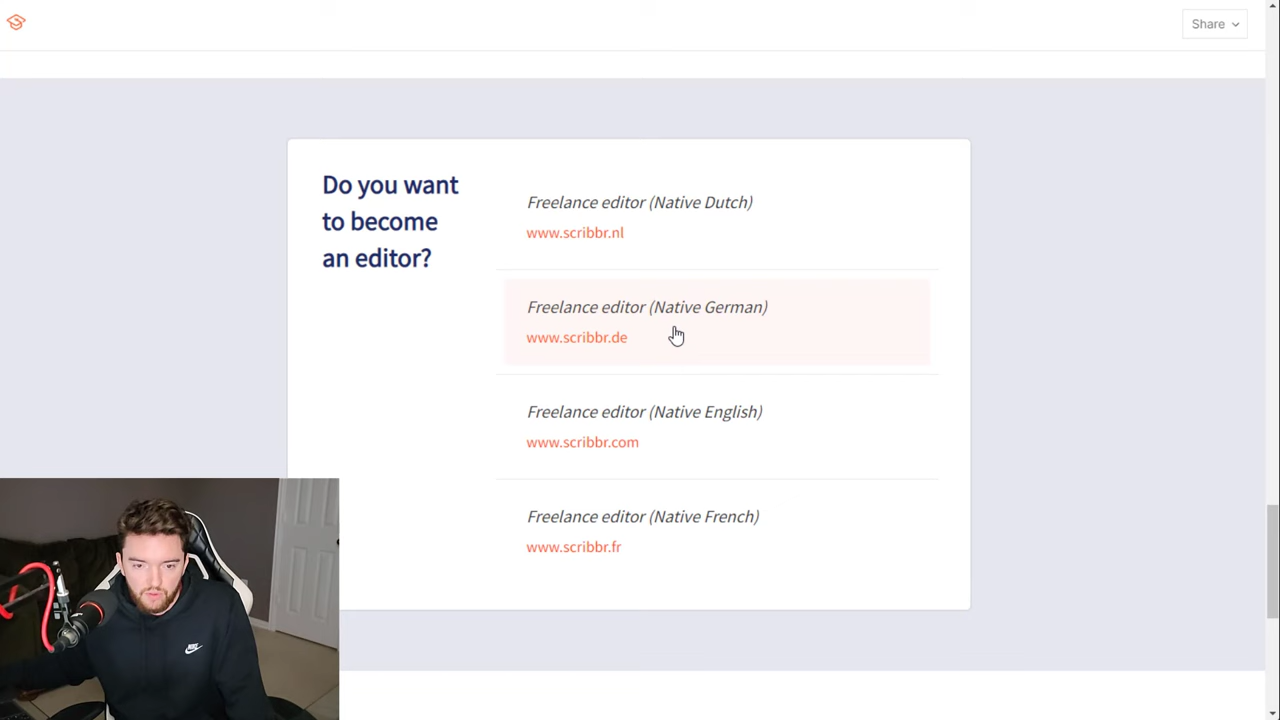 Share
Do you want
to become
an editor?
Freelance editor (Native Dutch)
www.scribbr.nl
Freelance editor (Native German)
www.scribbr.de
Freelance editor (Native English)
www.scribbr.com
Freelance editor (Native French)
www.scribbr.fr